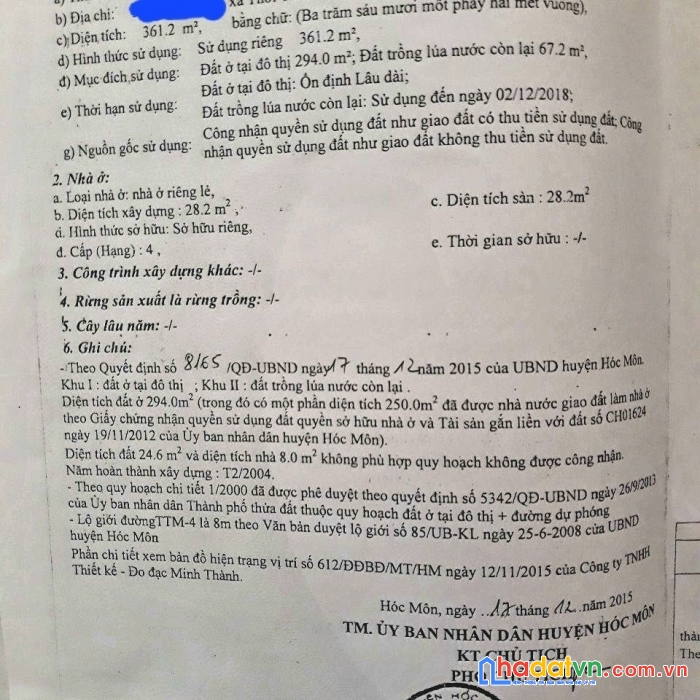 b) Địa chỉ:
c) Diện tích: 361.2 m², bằng chữ: (Ba trăm sáu mươi mốt phẩy hai mét vuông),
d) Hình thức sử dụng: Sử dụng riêng 361.2 m²,
đ) Mục đích sử dụng: Đất ở tại đô thị 294.0 m²; Đất trồng lúa nước còn lại 67.2 m²,
e) Thời hạn sử dụng: Đất ở tại đô thị: Ổn định Lâu dài;
Đất trồng lúa nước còn lại: Sử dụng đến ngày 02/12/2018;
g) Nguồn gốc sử dụng: Công nhận quyền sử dụng đất như giao đất có thu tiền sử dụng đất; Công
nhận quyền sử dụng đất như giao đất không thu tiền sử dụng đất.
2. Nhà ở:
a. Loại nhà ở: nhà ở riêng lẻ,
b. Diện tích xây dựng : 28.2 m², c. Diện tích sàn : 28.2m²
d. Hình thức sở hữu: Sở hữu riêng,
đ. Cấp (Hạng) : 4 , e. Thời gian sở hữu : -/-
3. Công trình xây dựng khác: -/-
4. Rừng sản xuất là rừng trồng: -/-
5. Cây lâu năm: -/-
6. Ghi chú:
- Theo Quyết định số 8165 /QĐ-UBND ngày 17 tháng 12 năm 2015 của UBND huyện Hóc Môn.
Khu I : đất ở tại đô thị ; Khu II : đất trồng lúa nước còn lại .
Diện tích đất ở 294.0m² (trong đó có một phần diện tích 250.0m² đã được nhà nước giao đất làm nhà ở
theo Giấy chứng nhận quyền sử dụng đất quyền sở hữu nhà ở và Tài sản gắn liền với đất số CH01624
ngày 19/11/2012 của Ủy ban nhân dân huyện Hóc Môn).
Diện tích đất 24.6 m² và diện tích nhà 8.0 m² không phù hợp quy hoạch không được công nhận.
Năm hoàn thành xây dựng : T2/2004.
- Theo quy hoạch chi tiết 1/2000 đã được phê duyệt theo quyết định số 5342/QĐ-UBND ngày 26/9/2013
của Ủy ban nhân dân Thành phố thửa đất thuộc quy hoạch đất ở tại đô thị + đường dự phóng
- Lộ giới đườngTTM-4 là 8m theo Văn bản duyệt lộ giới số 85/UB-KL ngày 25-6-2008 cửa UBND
huyện Hóc Môn
Phần chi tiết xem bản đồ hiện trạng vị trí số 612/ĐĐBĐ/MT/HM ngày 12/11/2015 của Công ty TNHH
Thiết kế - Đo đạc Minh Thành.
Hóc Môn, ngày ..17 tháng 12 .năm 2015
TM. ỦY BAN NHÂN DÂN HUYỆN HÓC MÔN
KT CHỦ TỊCH
nhadatvn.com.vn
thàn
The